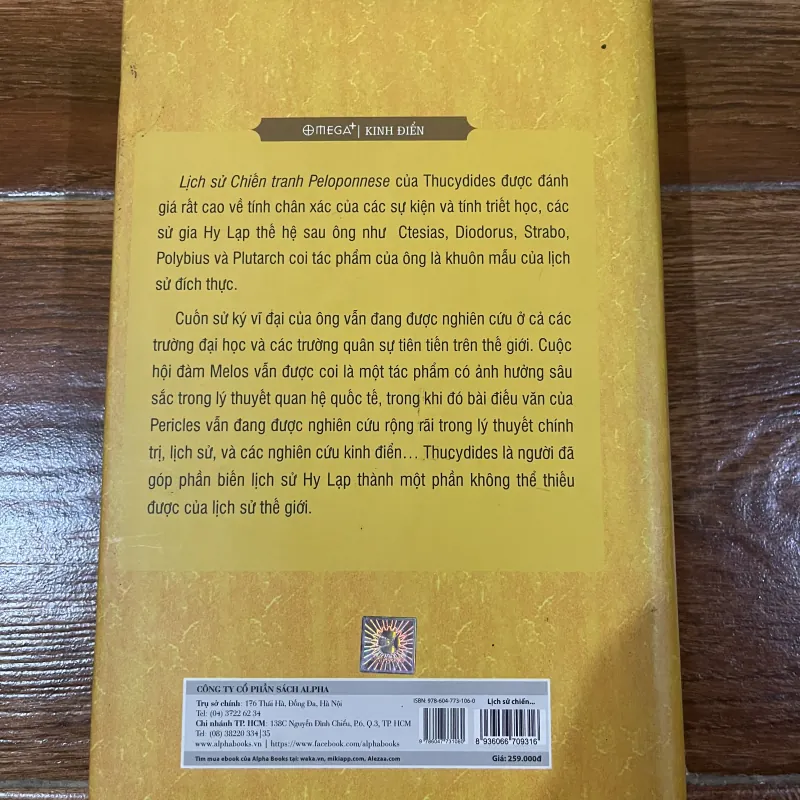 OMEGA+ | KINH ĐIỂN
Lịch sử Chiến tranh Peloponnese của Thucydides được đánh
giá rất cao về tính chân xác của các sự kiện và tính triết học, các
sử gia Hy Lạp thế hệ sau ông như Ctesias, Diodorus, Strabo,
Polybius và Plutarch coi tác phẩm của ông là khuôn mẫu của lịch
sử đích thực.
Cuốn sử ký vĩ đại của ông vẫn đang được nghiên cứu ở cả các
trường đại học và các trường quân sự tiên tiến trên thế giới. Cuộc
hội đàm Melos vẫn được coi là một tác phẩm có ảnh hưởng sâu
sắc trong lý thuyết quan hệ quốc tế, trong khi đó bài điếu văn của
Pericles vẫn đang được nghiên cứu rộng rãi trong lý thuyết chính
trị, lịch sử, và các nghiên cứu kinh điển… Thucydides là người đã
góp phần biến lịch sử Hy Lạp thành một phần không thể thiếu
được của lịch sử thế giới.
CÔNG TY CỔ PHẦN SÁCH ALPHA
Trụ sở chính: 176 Thái Hà, Đống Đa, Hà Nội
Tel: (04) 3722 62 34
Chi nhánh TP. HCM: 138C Nguyễn Đình Chiểu, P.6, Q.3, TP. HCM
Tel: (08) 38220 334|35
www.alphabooks.vn | https://www.facebook.com/alphabooks
Tìm mua ebook của Alpha Books tại: waka.vn, mikiapp.com, Alezaa.com
ISBN: 978-604-773-106-0
9 786047 731060
Lịch sử chiến...
8 936066 709316
Giá: 259.000đ